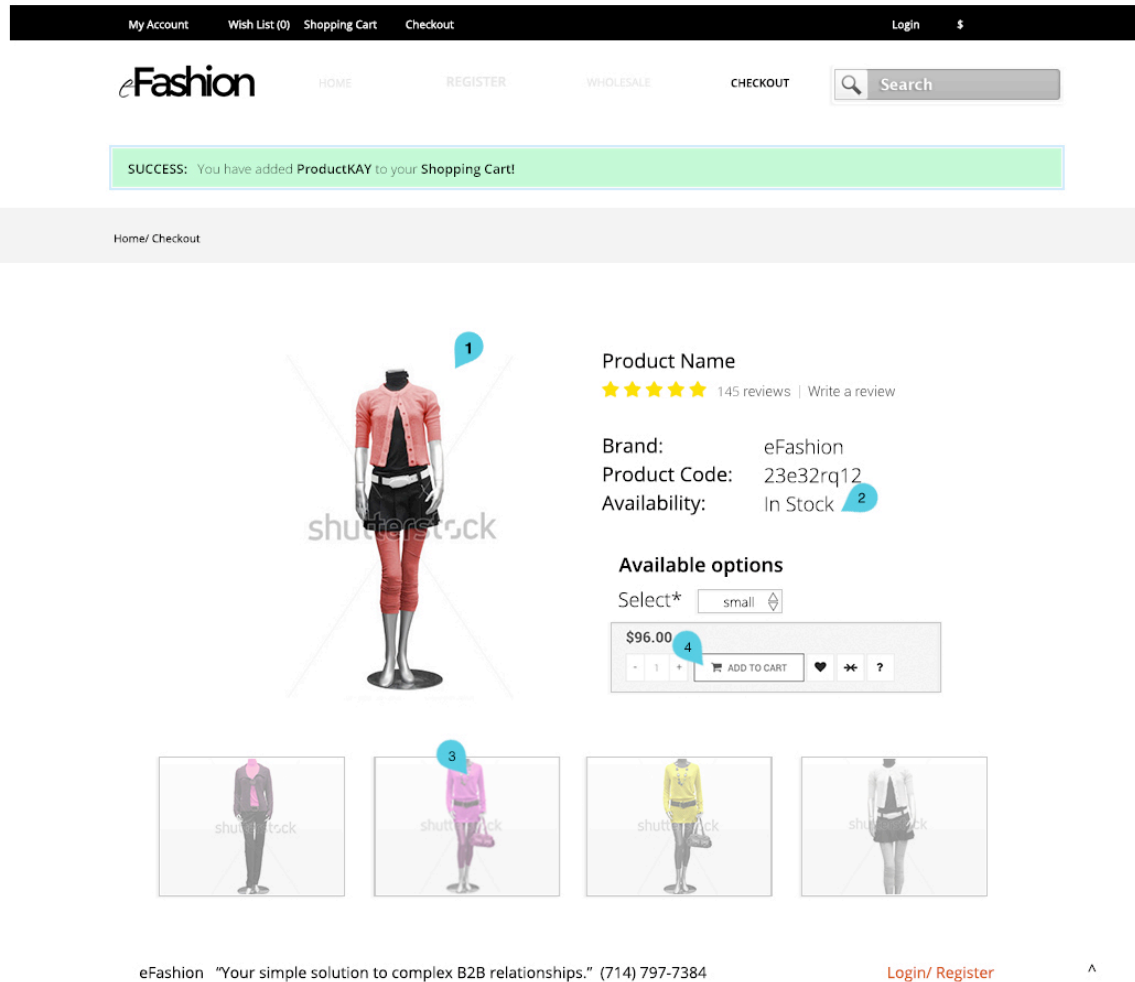 My Account Wish List (0) Shopping Cart Checkout Login $
eFashion HOME REGISTER WHOLESALE CHECKOUT Search
SUCCESS: You have added ProductKAY to your Shopping Cart!
Home/ Checkout
1
Product Name
145 reviews | Write a review
Brand: eFashion
Product Code: 23e32rq12
Availability: In Stock 2
shutterstock
Available options
Select* small
$96.00 4
- 1 + ADD TO CART ?
3
shutterstock shutterstock shutterstock shutterstock
eFashion “Your simple solution to complex B2B relationships.” (714) 797-7384 Login/ Register ^